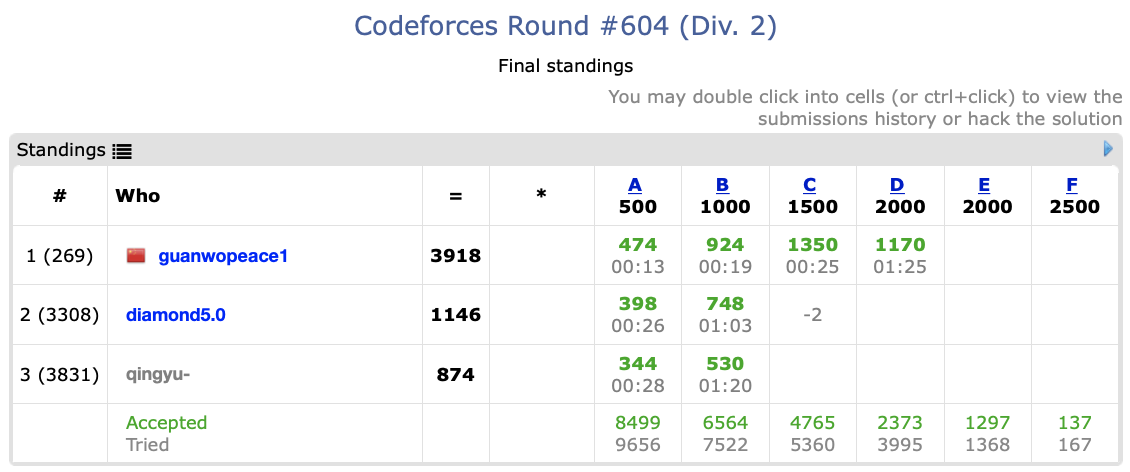 Codeforces Round #604 (Div. 2)
Final standings
You may double click into cells (or ctrl+click) to view the
submissions history or hack the solution
Standings
# Who = * A B C D E F
500 1000 1500 2000 2000 2500
1 (269) guanwopeace1 3918 474 924 1350 1170
00:13 00:19 00:25 01:25
2 (3308) diamond5.0 1146 398 748 -2
00:26 01:03
3 (3831) qingyu- 874 344 530
00:28 01:20
Accepted 8499 6564 4765 2373 1297 137
Tried 9656 7522 5360 3995 1368 167